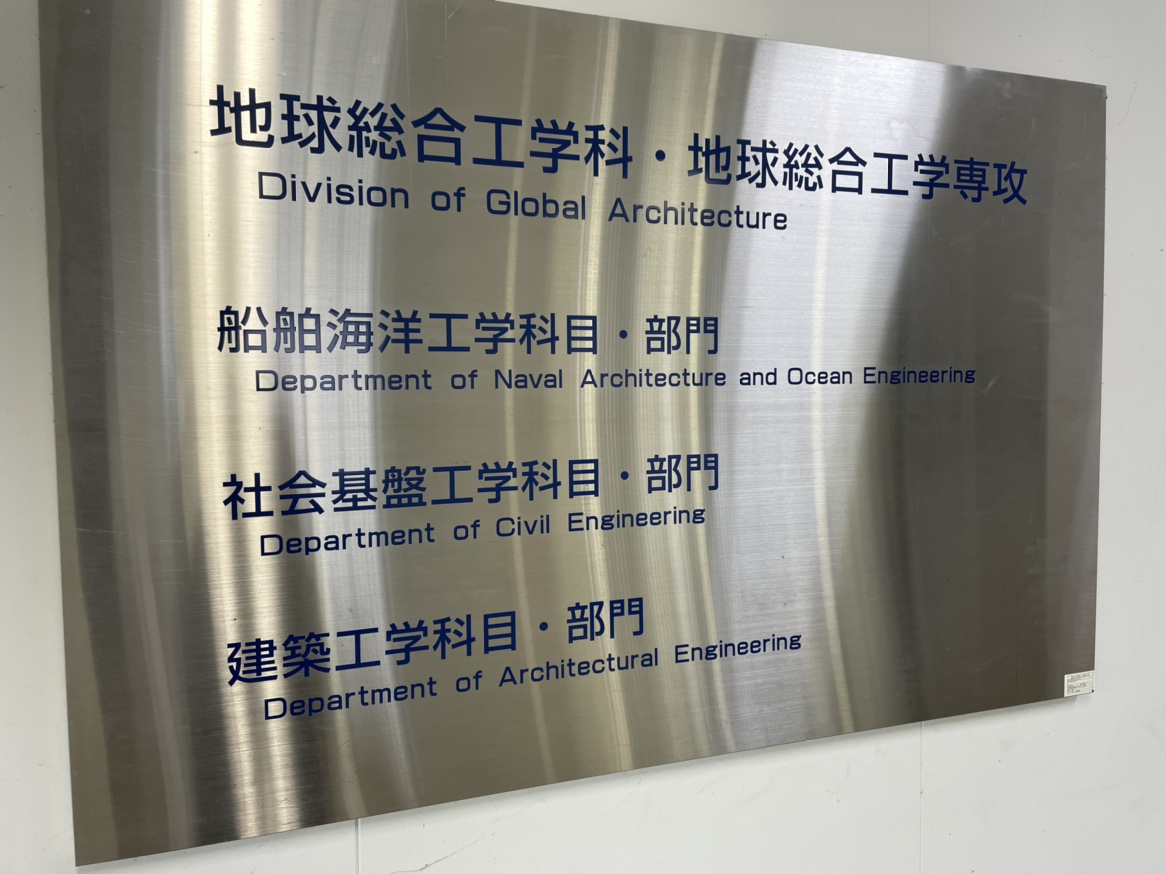 地球総合工学科・地球総合工学専攻
Division of Global Architecture
船舶海洋工学科目・部門
Department of Naval Architecture and Ocean Engineering
社会基盤工学科目・部門
Department of Civil Engineering
建築工学科目・部門
Department of Architectural Engineering